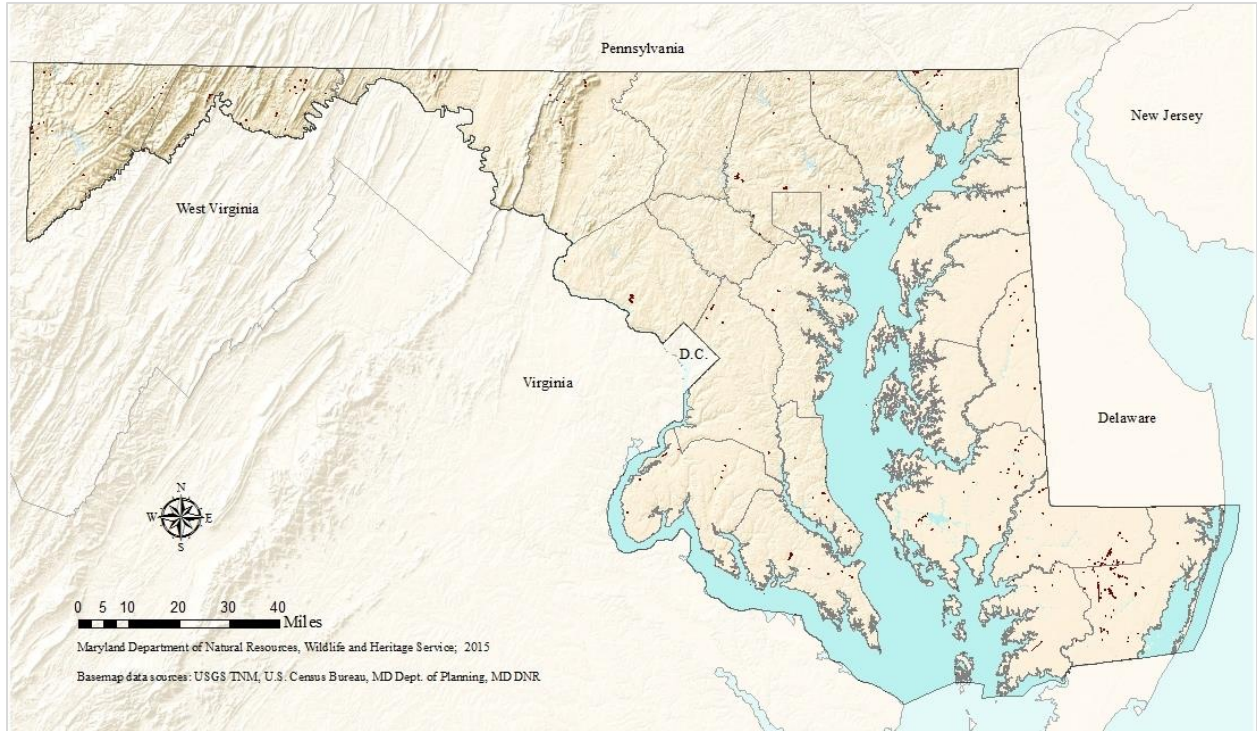 Pennsylvania
New Jersey
West Virginia
D.C.
Virginia
Delaware
N
W E
S
0 5 10 20 30 40 Miles
Maryland Department of Natural Resources, Wildlife and Heritage Service; 2015
Basemap data sources: USGS TNM, U.S. Census Bureau, MD Dept. of Planning, MD DNR